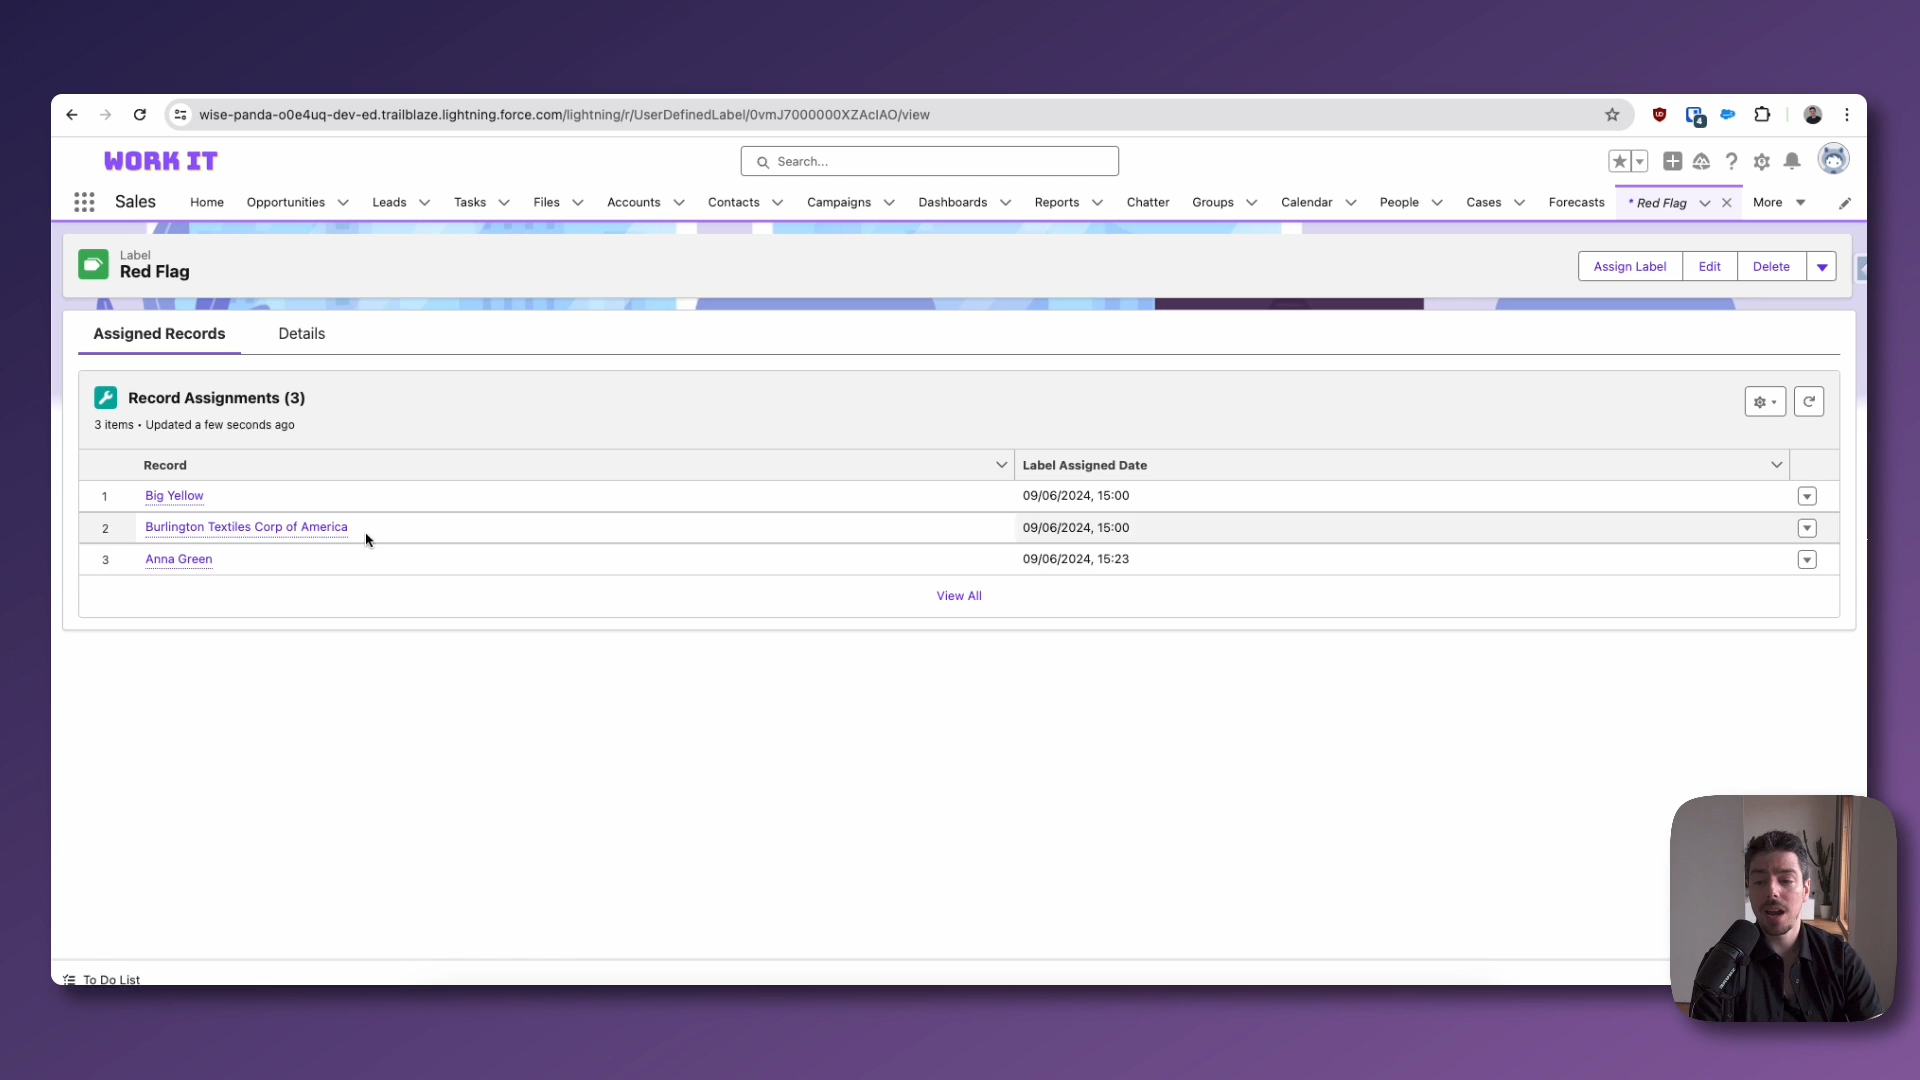 wise-panda-o0e4uq-dev-ed.trailblaze.lightning.force.com/lightning/r/UserDefinedLabel/0vmJ7000000XZAcIAO/view
4
WORK IT
Search...
Sales Home Opportunities Leads Tasks Files Accounts Contacts Campaigns Dashboards Reports Chatter Groups Calendar People Cases Forecasts * Red Flag More
Label
Red Flag
Assign Label Edit Delete
Assigned Records Details
Record Assignments (3)
3 items • Updated a few seconds ago
Record Label Assigned Date
1 Big Yellow 09/06/2024, 15:00
2 Burlington Textiles Corp of America 09/06/2024, 15:00
3 Anna Green 09/06/2024, 15:23
View All
To Do List